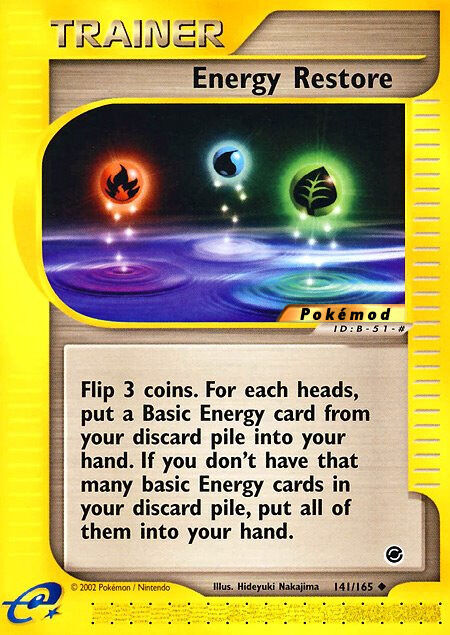 TRAINER
Energy Restore
Pokémod
ID:B-51-#
Flip 3 coins. For each heads,
put a Basic Energy card from
your discard pile into your
hand. If you don't have that
many basic Energy cards in
your discard pile, put all of
them into your hand.
© 2002 Pokémon / Nintendo Illus. Hideyuki Nakajima 141/165 ◆
e